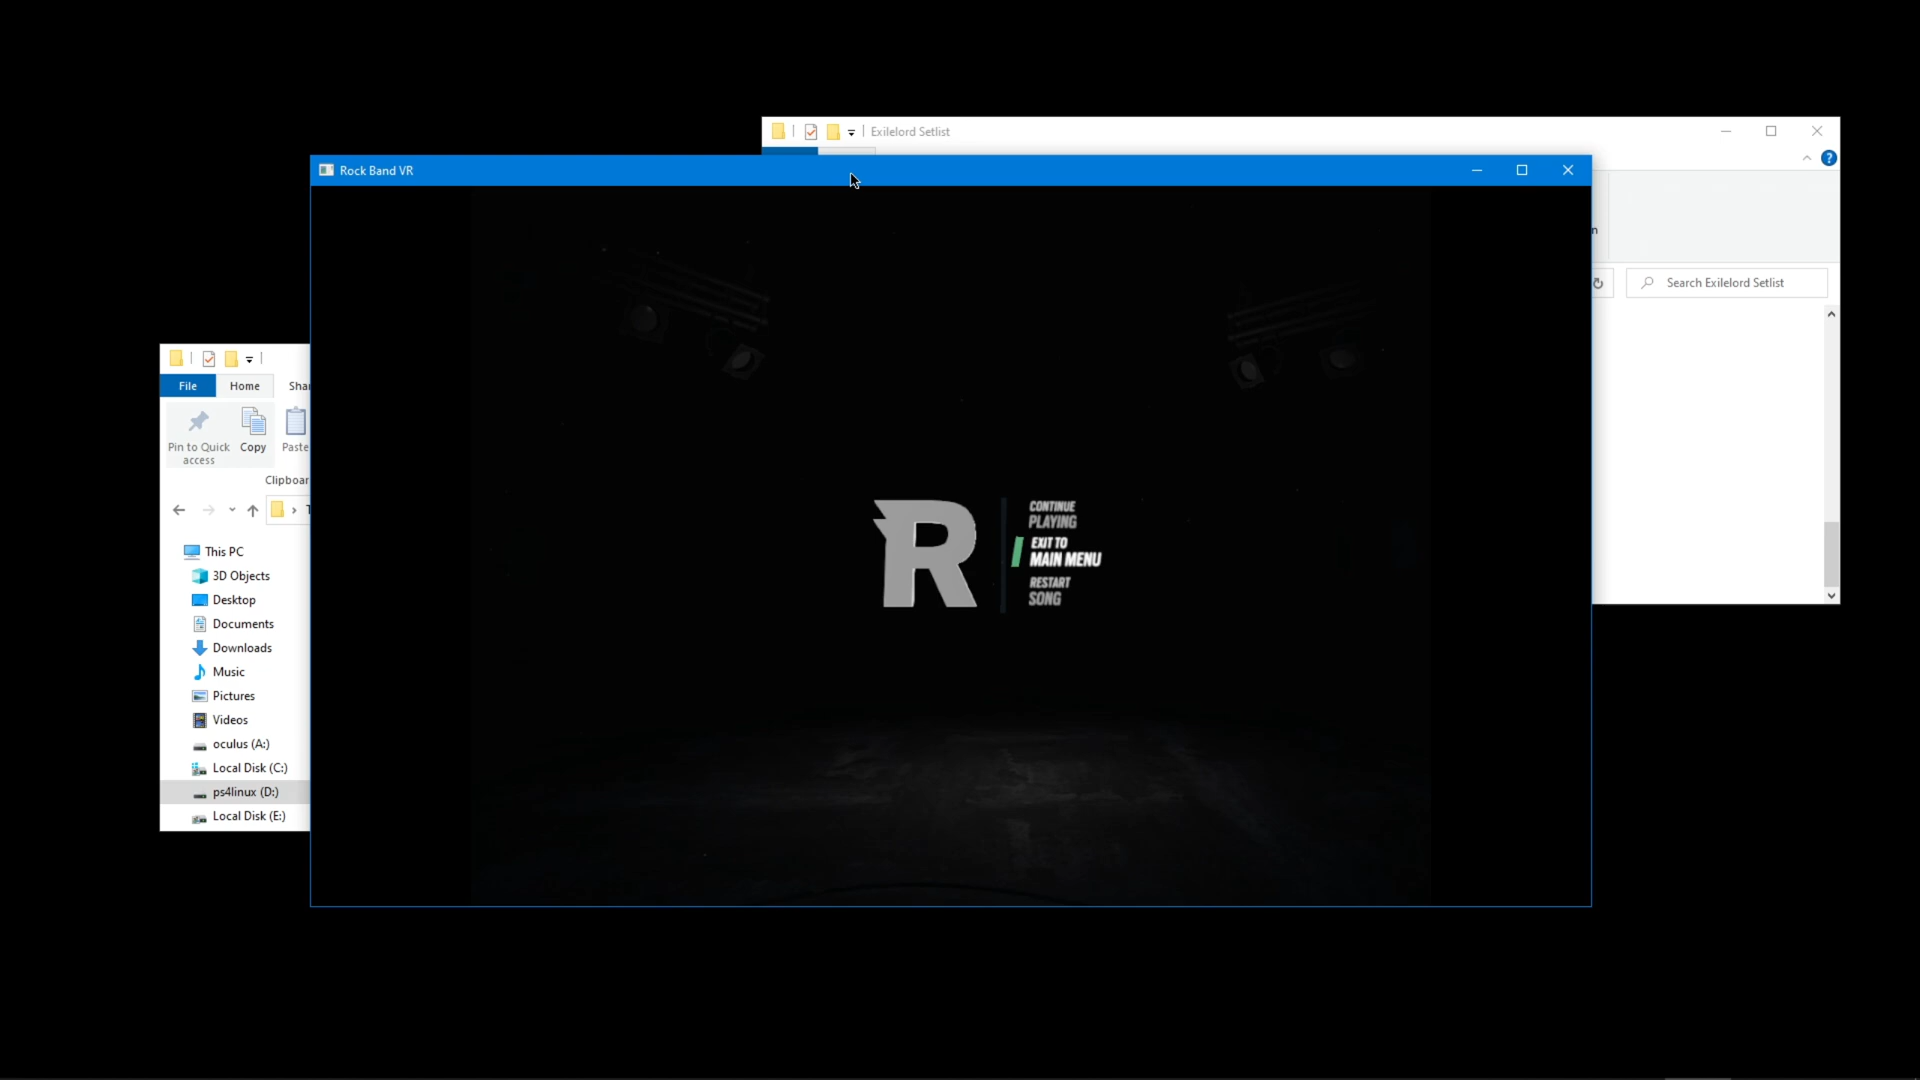 Exilelord Setlist
Rock Band VR
n
Search Exilelord Setlist
File
Home
Shar
Pin to Quick
access
Copy
Paste
Clipboar
This PC
3D Objects
Desktop
Documents
Downloads
Music
Pictures
Videos
oculus (A:)
Local Disk (C:)
ps4linux (D:)
Local Disk (E:)
R
CONTINUE
PLAYING
EXIT TO
MAIN MENU
RESTART
SONG